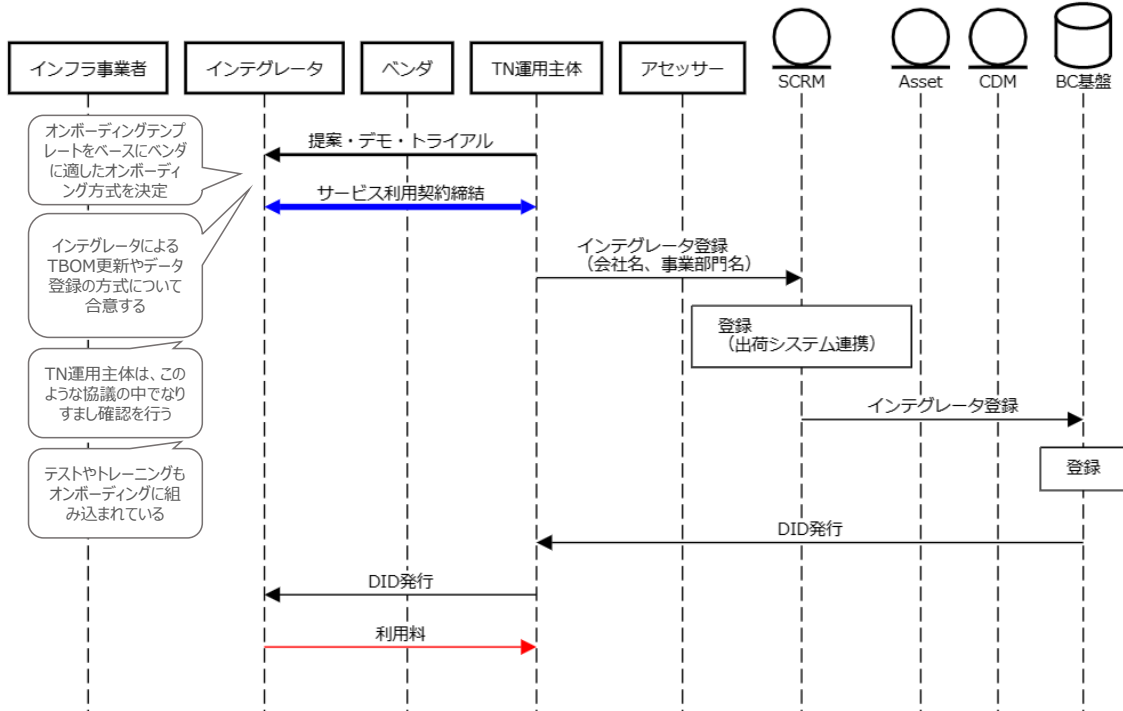 インフラ事業者
インテグレータ
ベンダ
TN運用主体
アセッサー
SCRM
Asset
CDM
BC基盤
オンボーディングテンプ
レートをベースにベンダ
に適したオンボーディ
ング方式を決定
提案・デモ・トライアル
サービス利用契約締結
インテグレータによる
TBOM更新やデータ
登録の方式について
合意する
インテグレータ登録
（会社名、事業部門名）
登録
（出荷システム連携）
TN運用主体は、この
ような協議の中でなり
すまし確認を行う
インテグレータ登録
登録
テストやトレーニングも
オンボーディングに組
み込まれている
DID発行
DID発行
利用料